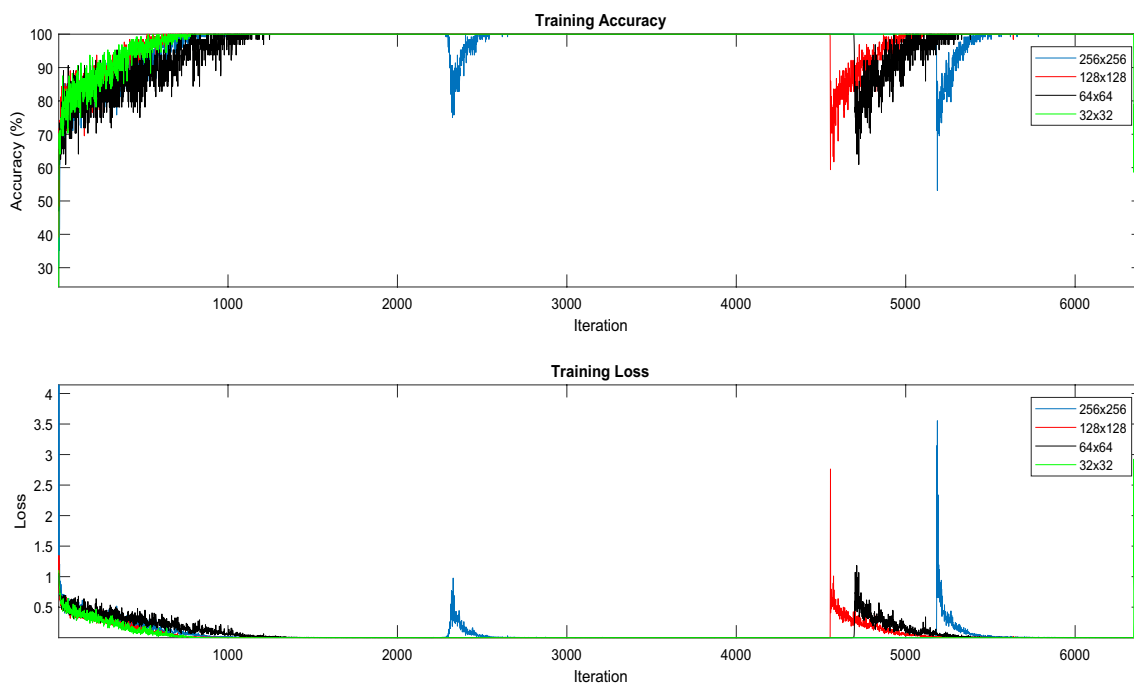 Training Accuracy
Accuracy (%)
100
90
80
70
60
50
40
30
256x256
128x128
64x64
32x32
1000 2000 3000 4000 5000 6000
Iteration
Training Loss
Loss
4
3.5
3
2.5
2
1.5
1
0.5
256x256
128x128
64x64
32x32
1000 2000 3000 4000 5000 6000
Iteration